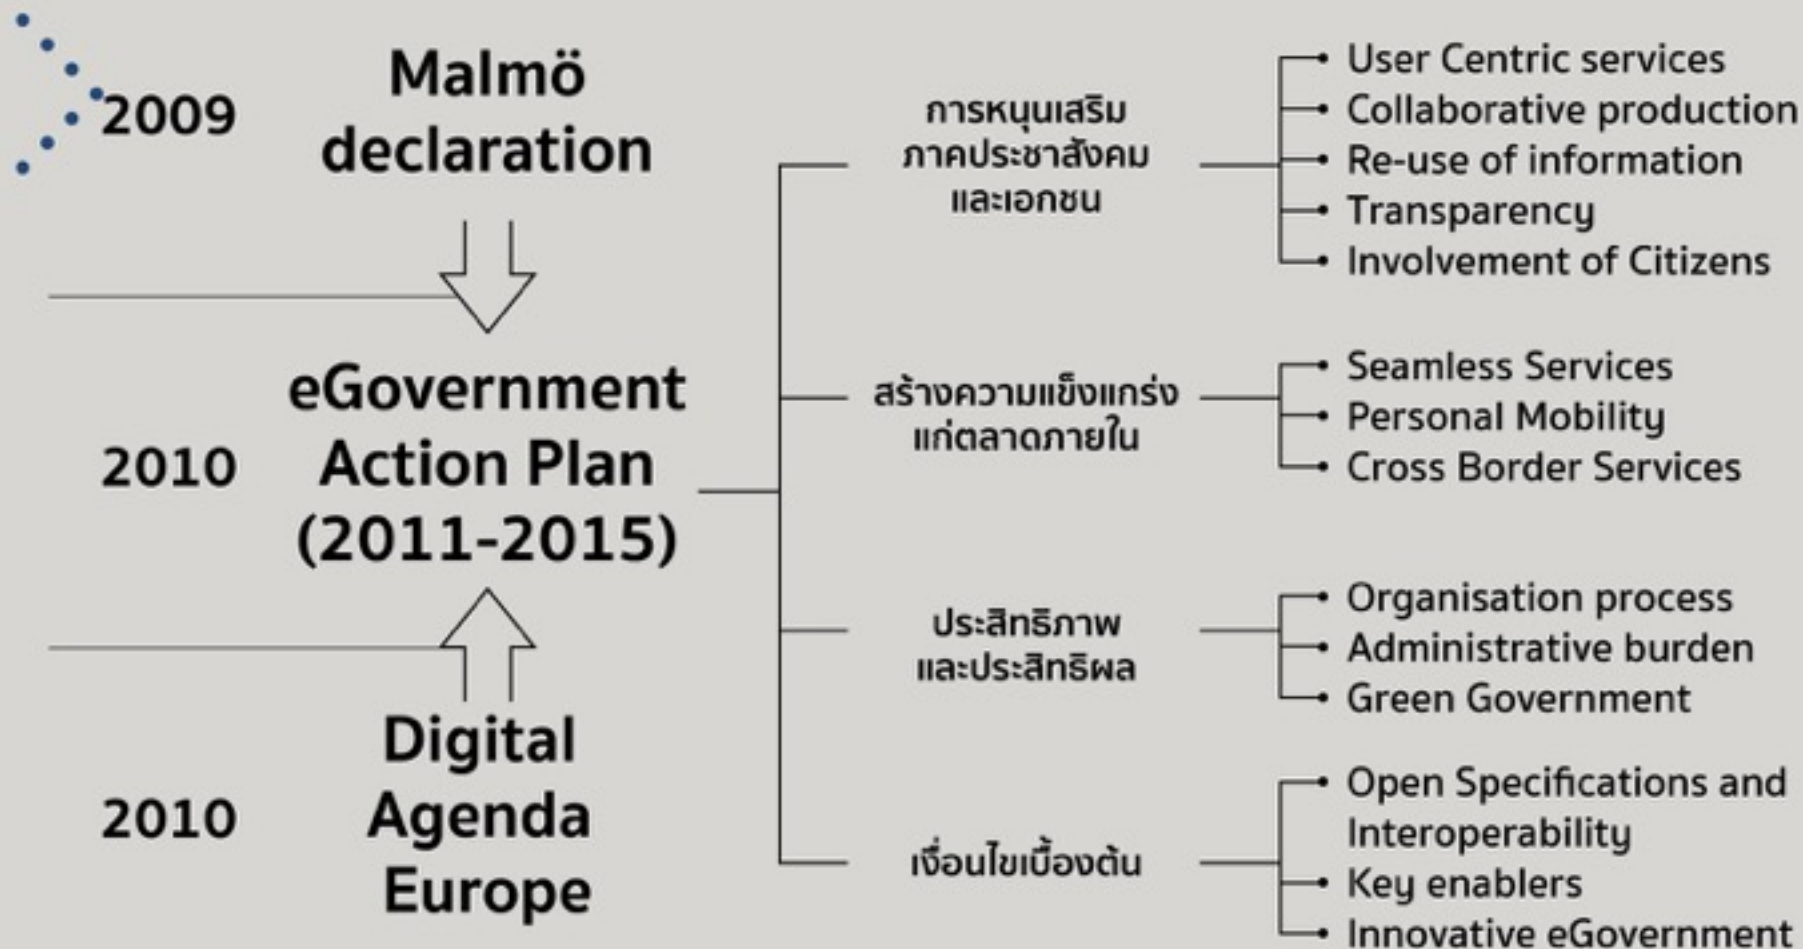 2009
Malmö
declaration
2010
eGovernment
Action Plan
(2011-2015)
2010
Digital
Agenda
Europe
การหนุนเสริม
ภาคประชาสังคม
และเอกชน
User Centric services
Collaborative production
Re-use of information
Transparency
Involvement of Citizens
สร้างความแข็งแกร่ง
แก่ตลาดภายใน
Seamless Services
Personal Mobility
Cross Border Services
ประสิทธิภาพ
และประสิทธิผล
Organisation process
Administrative burden
Green Government
เงื่อนไขเบื้องต้น
Open Specifications and
Interoperability
Key enablers
Innovative eGovernment